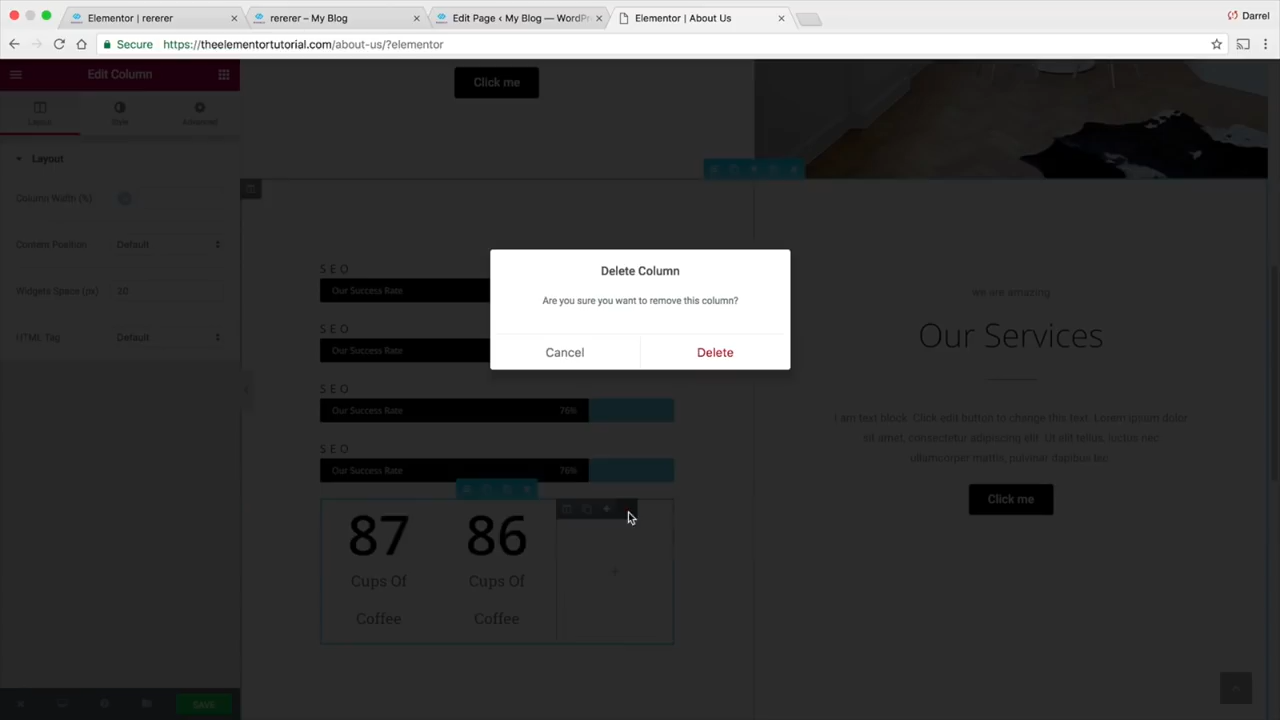 Elementor | rererer
rererer – My Blog
Edit Page ‹ My Blog — WordPr
Elementor | About Us
Darrel
Secure
https://theelementortutorial.com/about-us/?elementor
Edit Column
Click me
Layout
Style
Advanced
Layout
Column Width (%)
Content Position
Default
Widgets Space (px)
20
HTML Tag
Default
SEO
Our Success Rate
SEO
Our Success Rate
SEO
Our Success Rate
76%
SEO
Our Success Rate
76%
87
86
Cups Of
Coffee
Cups Of
Coffee
Delete Column
Are you sure you want to remove this column?
Cancel
Delete
we are amazing
Our Services
I am text block. Click edit button to change this text. Lorem ipsum dolor
sit amet, consectetur adipiscing elit. Ut elit tellus, luctus nec
ullamcorper mattis, pulvinar dapibus leo.
Click me
SAVE